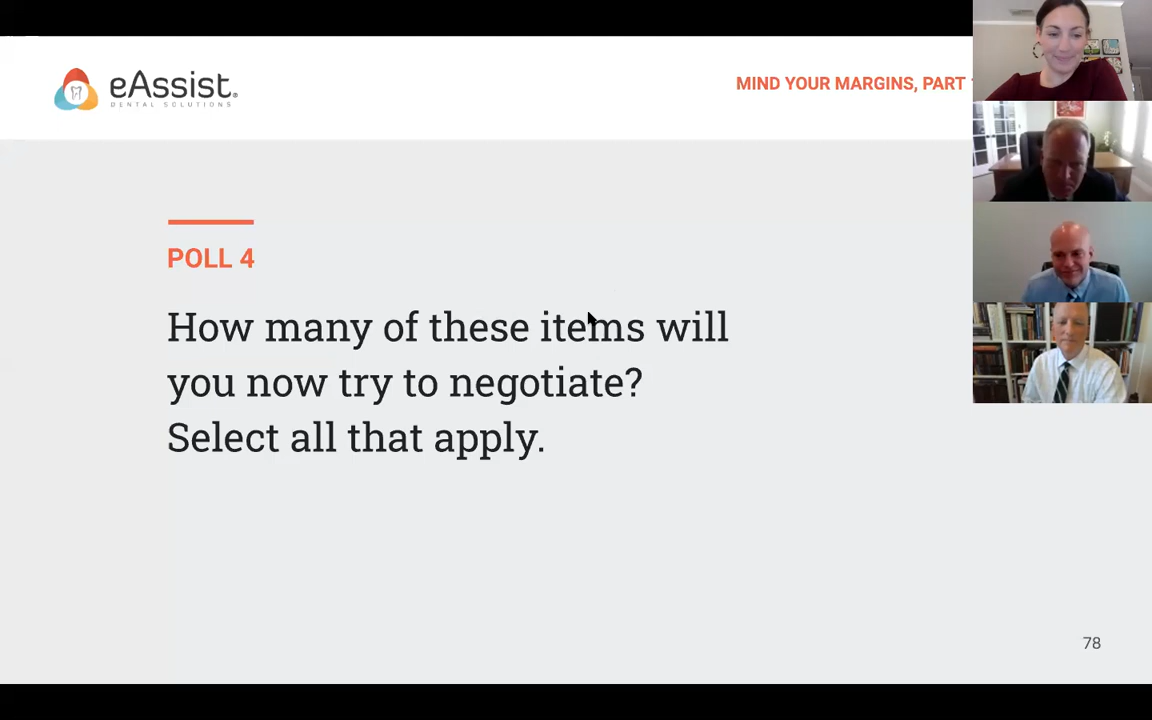 eAssist
DENTAL SOLUTIONS
MIND YOUR MARGINS, PART
POLL 4
How many of these items will
you now try to negotiate?
Select all that apply.
78